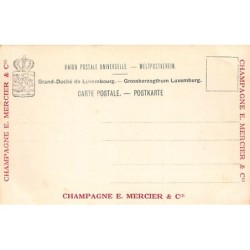 UNION POSTALE UNIVERSELLE. — WELTPOSTVEREIN.
Grand-Duché de Luxembourg. — Grossherzogthum Luxemburg.
CARTE POSTALE. — POSTKARTE
CHAMPAGNE E. MERCIER & Cie
CHAMPAGNE E. MERCIER & Cie
CHAMPAGNE E. MERCIER & Cie